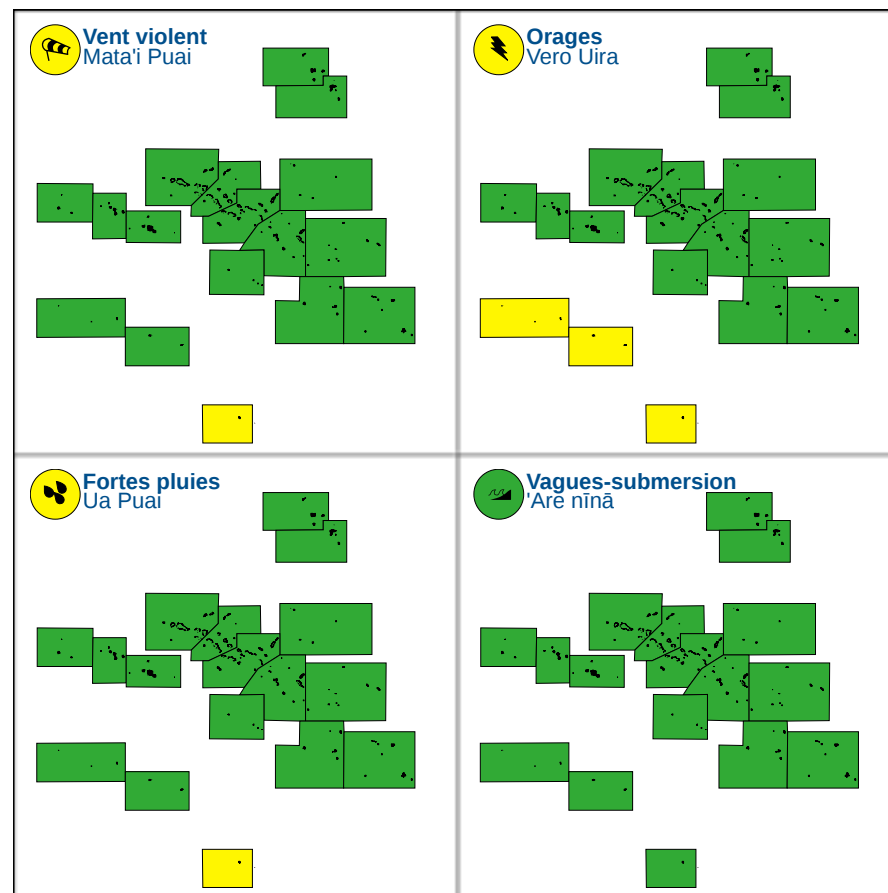 Vent violent
Mata'i Puai
Orages
Vero Uira
Fortes pluies
Ua Puai
Vagues-submersion
'Are nīnā